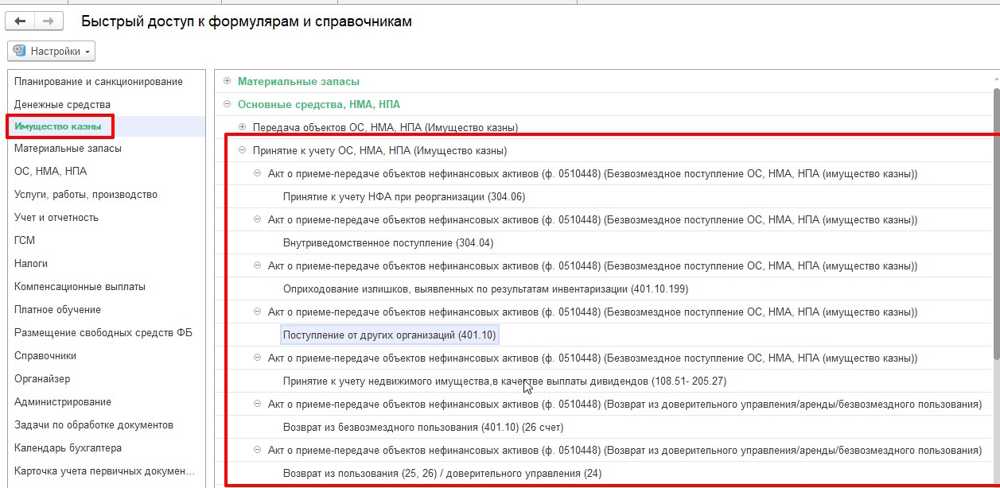 Быстрый доступ к формулярам и справочникам
Настройки
Планирование и санкционирование
Денежные средства
Имущество казны
Материальные запасы
ОС, НМА, НПА
Услуги, работы, производство
Учет и отчетность
ГСМ
Налоги
Компенсационные выплаты
Платное обучение
Размещение свободных средств ФБ
Справочники
Органайзер
Администрирование
Задачи по обработке документов
Календарь бухгалтера
Карточка учета первичных докумен...
Материальные запасы
Основные средства, НМА, НПА
Передача объектов ОС, НМА, НПА (Имущество казны)
Принятие к учету ОС, НМА, НПА (Имущество казны)
Акт о приеме-передаче объектов нефинансовых активов (ф. 0510448) (Безвозмездное поступление ОС, НМА, НПА (имущество казны))
Принятие к учету НФА при реорганизации (304.06)
Акт о приеме-передаче объектов нефинансовых активов (ф. 0510448) (Безвозмездное поступление ОС, НМА, НПА (имущество казны))
Внутриведомственное поступление (304.04)
Акт о приеме-передаче объектов нефинансовых активов (ф. 0510448) (Безвозмездное поступление ОС, НМА, НПА (имущество казны))
Оприходование излишков, выявленных по результатам инвентаризации (401.10.199)
Акт о приеме-передаче объектов нефинансовых активов (ф. 0510448) (Безвозмездное поступление ОС, НМА, НПА (имущество казны))
Поступление от других организаций (401.10)
Акт о приеме-передаче объектов нефинансовых активов (ф. 0510448) (Безвозмездное поступление ОС, НМА, НПА (имущество казны))
Принятие к учету недвижимого имущества,в качестве выплаты дивидендов (108.51- 205.27)
Акт о приеме-передаче объектов нефинансовых активов (ф. 0510448) (Возврат из доверительного управления/аренды/безвозмездного пользования)
Возврат из безвозмездного пользования (401.10) (26 счет)
Акт о приеме-передаче объектов нефинансовых активов (ф. 0510448) (Возврат из доверительного управления/аренды/безвозмездного пользования)
Возврат из пользования (25, 26) / доверительного управления (24)